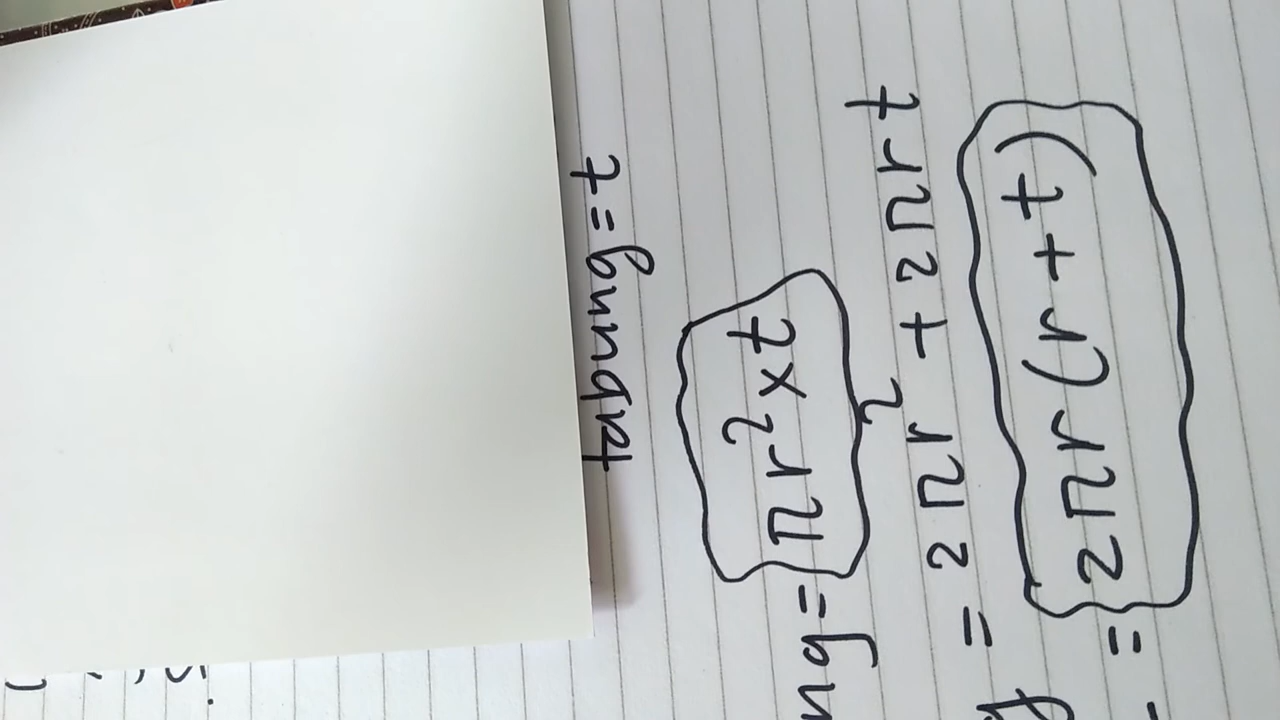 tabung = t
ng = πr² x t
= 2πr² + 2πrt
= 2πr(r + t)